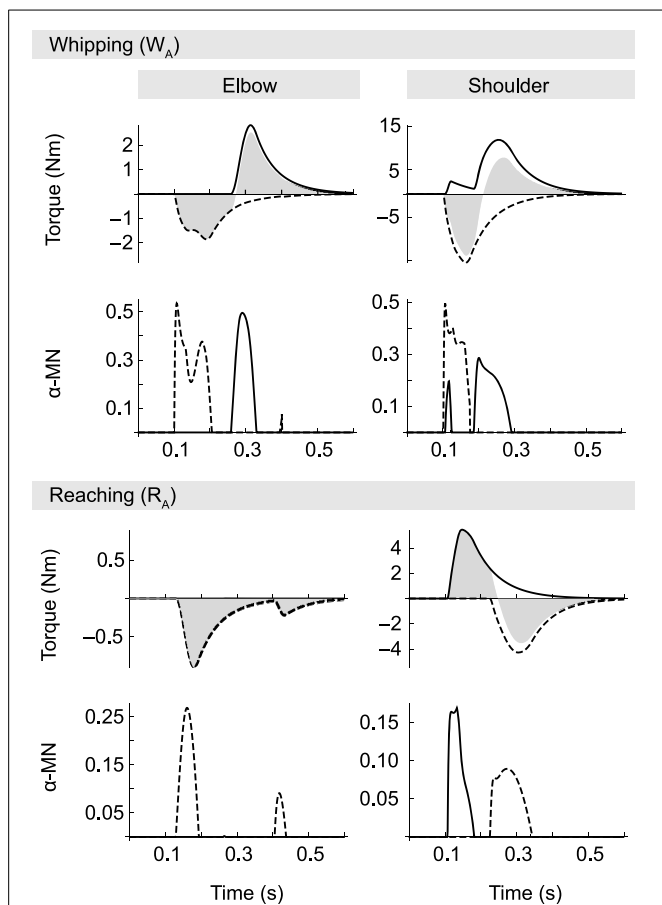 Whipping (W_A)
Elbow Shoulder
Torque (Nm)
2
1
−1
−2
15
5
−5
α-MN
0.5
0.3
0.1
0.1 0.3 0.5
0.5
0.3
0.1
0.1 0.3 0.5
Reaching (R_A)
Torque (Nm)
0.5
−0.5
4
2
−2
−4
α-MN
0.25
0.15
0.05
0.1 0.3 0.5
0.15
0.10
0.05
0.1 0.3 0.5
Time (s) Time (s)